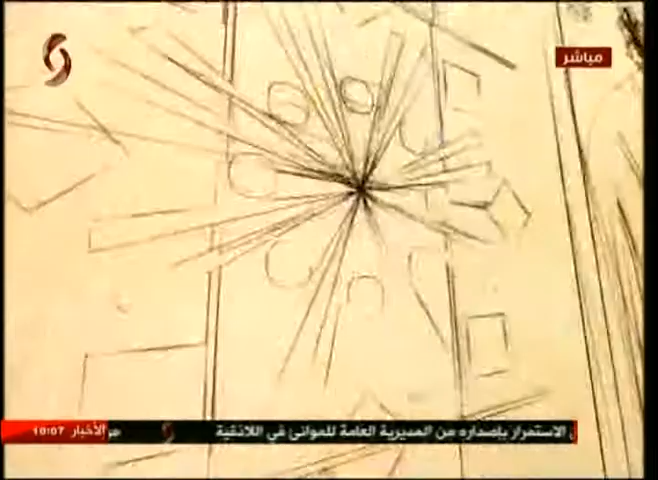 مباشر
الاستمرار بإصداره من المديرية العامة للموانئ في اللاذقية
الأخبار 10:07